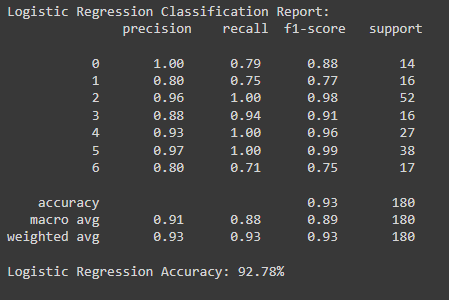 Logistic Regression Classification Report:
              precision    recall  f1-score   support

           0       1.00      0.79      0.88        14
           1       0.80      0.75      0.77        16
           2       0.96      1.00      0.98        52
           3       0.88      0.94      0.91        16
           4       0.93      1.00      0.96        27
           5       0.97      1.00      0.99        38
           6       0.80      0.71      0.75        17

    accuracy                           0.93       180
   macro avg       0.91      0.88      0.89       180
weighted avg       0.93      0.93      0.93       180

Logistic Regression Accuracy: 92.78%